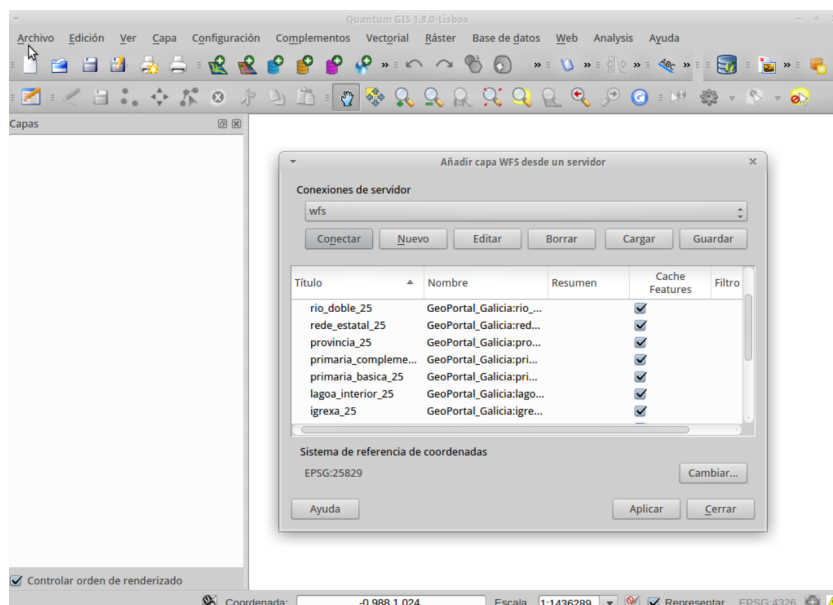 Quantum GIS 1.8.0-Lisboa
Archivo Edición Ver Capa Configuración Complementos Vectorial Ráster Base de datos Web Analysis Ayuda
Capas
Añadir capa WFS desde un servidor
Conexiones de servidor
wfs
Conectar Nuevo Editar Borrar Cargar Guardar
Título Nombre Resumen Cache Features Filtro
rio_doble_25 GeoPortal_Galicia:rio_...
rede_estatal_25 GeoPortal_Galicia:red...
provincia_25 GeoPortal_Galicia:pro...
primaria_compleme... GeoPortal_Galicia:pri...
primaria_basica_25 GeoPortal_Galicia:pri...
lagoa_interior_25 GeoPortal_Galicia:lago...
igrexa_25 GeoPortal_Galicia:igre...
Sistema de referencia de coordenadas
EPSG:25829 Cambiar...
Ayuda Aplicar Cerrar
Controlar orden de renderizado
Coordenada: -0.988,1.024 Escala 1:1436289 Representar EPSG:4326